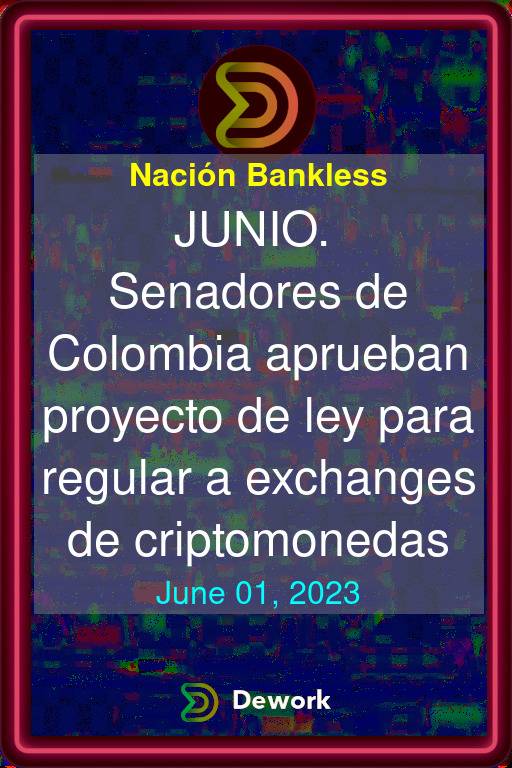 Nación Bankless
JUNIO.
Senadores de
Colombia aprueban
proyecto de ley para
regular a exchanges
de criptomonedas
June 01, 2023
Dework